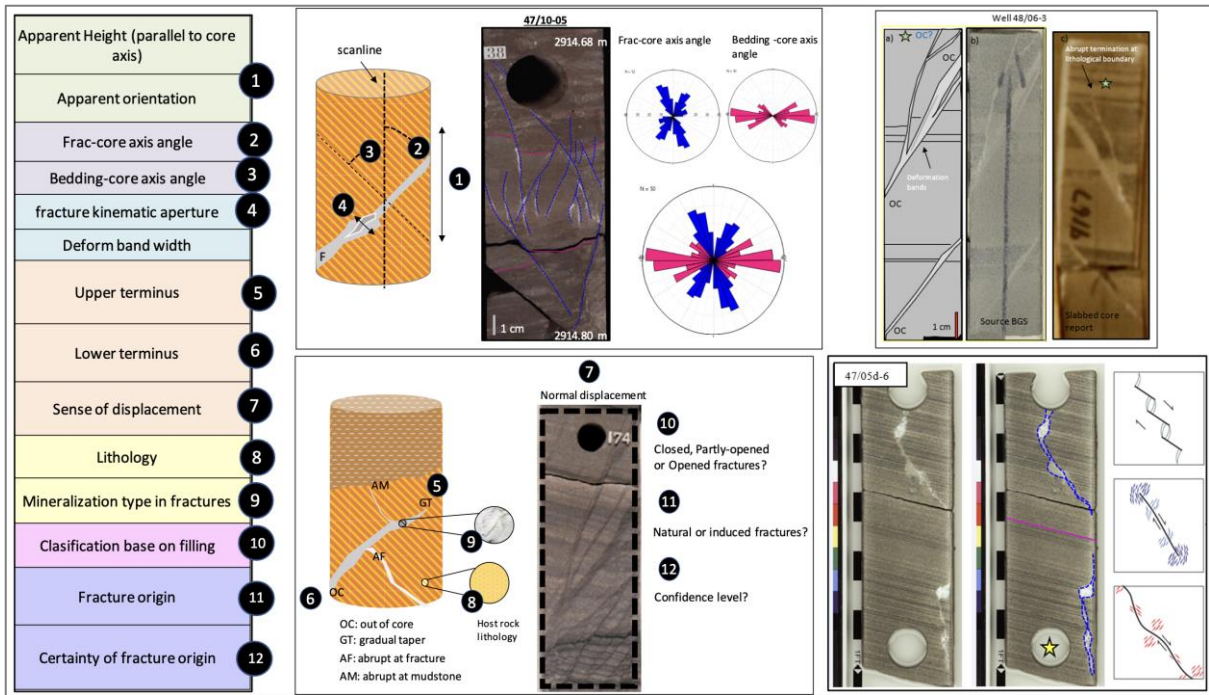 Apparent Height (parallel to core
axis)
1
Apparent orientation
Frac-core axis angle
2
Bedding-core axis angle
3
fracture kinematic aperture
4
Deform band width
Upper terminus
5
Lower terminus
6
Sense of displacement
7
Lithology
8
Mineralization type in fractures
9
Clasification base on filling
10
Fracture origin
11
Certainty of fracture origin
12
scanline
3
2
1
4
F
47/10-05
2914.68 m
38
1 cm
2914.80 m
Frac-core axis angle
Bedding -core axis
angle
N = 50
Well 48/06-3
a)
OC?
OC
Deformation
bands
OC
OC
1 cm
b)
Source BGS
c)
Abrupt termination at
lithological boundary
Slabbed core
report
AM
5
GT
9
AF
OC
6
8
Host rock
lithology
OC: out of core
GT: gradual taper
AF: abrupt at fracture
AM: abrupt at mudstone
7
Normal displacement
174
10
Closed, Partly-opened
or Opened fractures?
11
Natural or induced fractures?
12
Confidence level?
47/05d-6
1FT
1FT